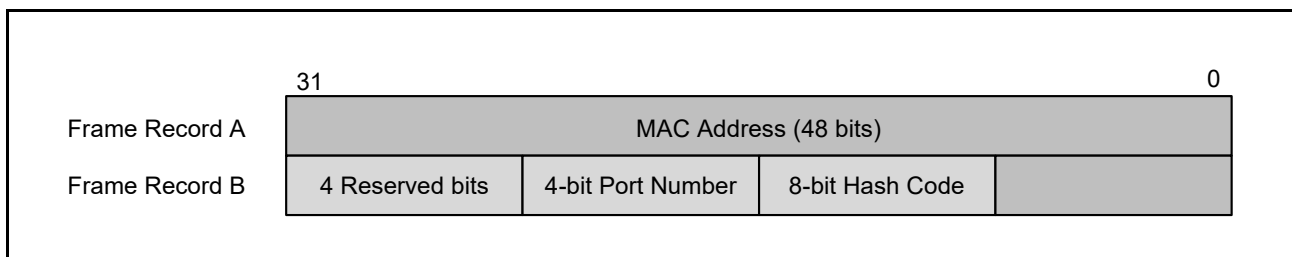 31 0
Frame Record A MAC Address (48 bits)
Frame Record B 4 Reserved bits 4-bit Port Number 8-bit Hash Code